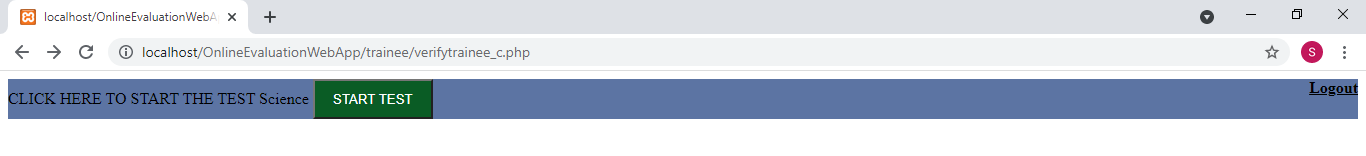 localhost/OnlineEvaluationWebA
localhost/OnlineEvaluationWebApp/trainee/verifytrainee_c.php
S
CLICK HERE TO START THE TEST Science START TEST
Logout